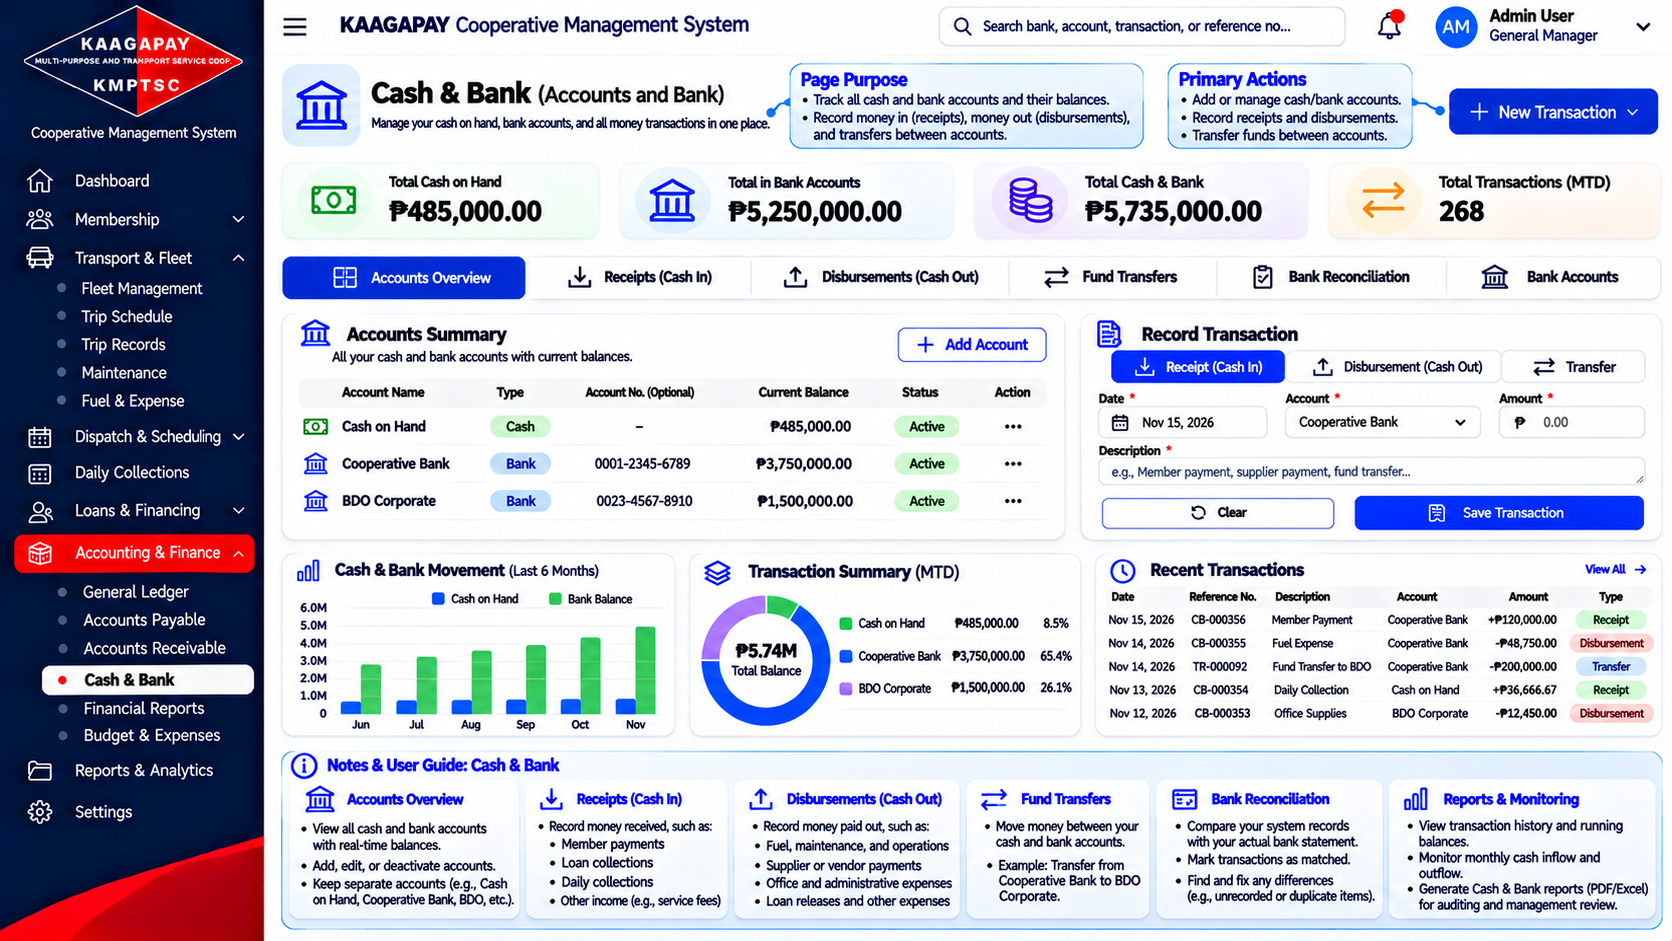 KAAGAPAY
MULTI-PURPOSE AND TRANPPORT SERVICE COOP.
KMPTSC
Cooperative Management System
Dashboard
Membership
Transport & Fleet
Fleet Management
Trip Schedule
Trip Records
Maintenance
Fuel & Expense
Dispatch & Scheduling
Daily Collections
Loans & Financing
Accounting & Finance
General Ledger
Accounts Payable
Accounts Receivable
Cash & Bank
Financial Reports
Budget & Expenses
Reports & Analytics
Settings
KAAGAPAY Cooperative Management System
Search bank, account, transaction, or reference no...
AM
Admin User
General Manager
Cash & Bank (Accounts and Bank)
Manage your cash on hand, bank accounts, and all money transactions in one place.
Page Purpose
• Track all cash and bank accounts and their balances.
• Record money in (receipts), money out (disbursements),
and transfers between accounts.
Primary Actions
• Add or manage cash/bank accounts.
• Record receipts and disbursements.
• Transfer funds between accounts.
+ New Transaction
Total Cash on Hand
₱485,000.00
Total in Bank Accounts
₱5,250,000.00
Total Cash & Bank
₱5,735,000.00
Total Transactions (MTD)
268
Accounts Overview
Receipts (Cash In)
Disbursements (Cash Out)
Fund Transfers
Bank Reconciliation
Bank Accounts
Accounts Summary
All your cash and bank accounts with current balances.
+ Add Account
Account Name Type Account No. (Optional) Current Balance Status Action
Cash on Hand Cash – ₱485,000.00 Active •••
Cooperative Bank Bank 0001-2345-6789 ₱3,750,000.00 Active •••
BDO Corporate Bank 0023-4567-8910 ₱1,500,000.00 Active •••
Record Transaction
Receipt (Cash In) Disbursement (Cash Out) Transfer
Date * Account * Amount *
Nov 15, 2026 Cooperative Bank ₱ 0.00
Description *
e.g., Member payment, supplier payment, fund transfer...
Clear Save Transaction
Cash & Bank Movement (Last 6 Months)
Cash on Hand Bank Balance
6.0M
5.0M
4.0M
3.0M
2.0M
1.0M
0
Jun Jul Aug Sep Oct Nov
Transaction Summary (MTD)
₱5.74M
Total Balance
Cash on Hand ₱485,000.00 8.5%
Cooperative Bank ₱3,750,000.00 65.4%
BDO Corporate ₱1,500,000.00 26.1%
Recent Transactions
View All →
Date Reference No. Description Account Amount Type
Nov 15, 2026 CB-000356 Member Payment Cooperative Bank +₱120,000.00 Receipt
Nov 14, 2026 CB-000355 Fuel Expense Cooperative Bank -₱48,750.00 Disbursement
Nov 14, 2026 TR-000092 Fund Transfer to BDO Cooperative Bank -₱200,000.00 Transfer
Nov 13, 2026 CB-000354 Daily Collection Cash on Hand +₱36,666.67 Receipt
Nov 12, 2026 CB-000353 Office Supplies BDO Corporate -₱12,450.00 Disbursement
Notes & User Guide: Cash & Bank
Accounts Overview
• View all cash and bank accounts
with real-time balances.
• Add, edit, or deactivate accounts.
• Keep separate accounts (e.g., Cash
on Hand, Cooperative Bank, BDO, etc.).
Receipts (Cash In)
• Record money received, such as:
• Member payments
• Loan collections
• Daily collections
• Other income (e.g., service fees)
Disbursements (Cash Out)
• Record money paid out, such as:
• Fuel, maintenance, and operations
• Supplier or vendor payments
• Office and administrative expenses
• Loan releases and other expenses
Fund Transfers
• Move money between your
cash and bank accounts.
• Example: Transfer from
Cooperative Bank to BDO
Corporate.
Bank Reconciliation
• Compare your system records
with your actual bank statement.
• Mark transactions as matched.
• Find and fix any differences
(e.g., unrecorded or duplicate items).
Reports & Monitoring
• View transaction history and running
balances.
• Monitor monthly cash inflow and
outflow.
• Generate Cash & Bank reports (PDF/Excel)
for auditing and management review.